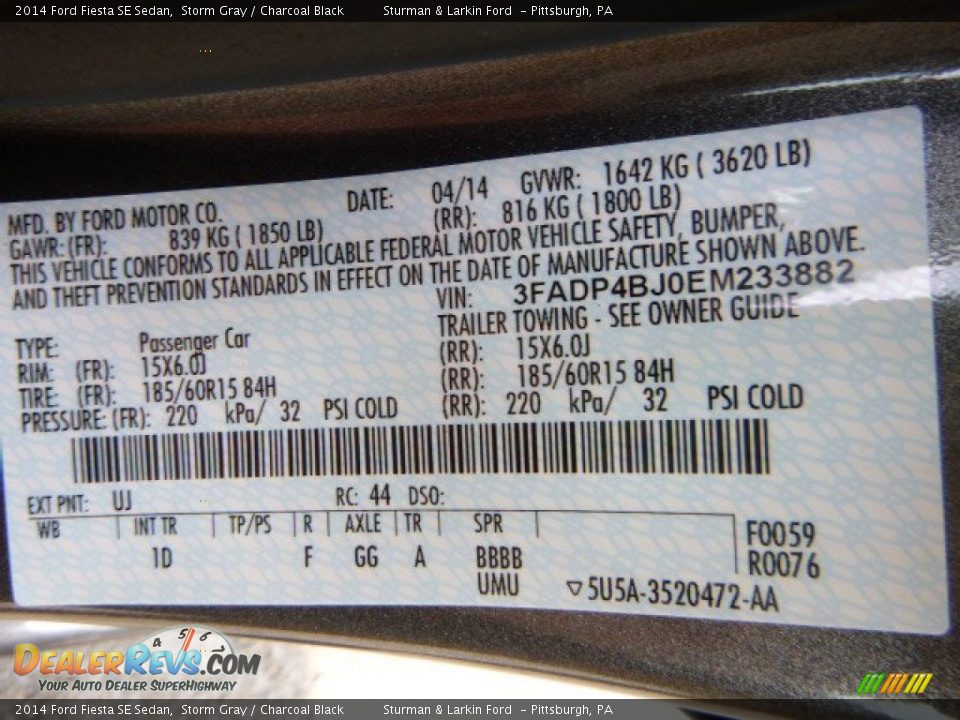 2014 Ford Fiesta SE Sedan,  Storm Gray / Charcoal Black    Sturman & Larkin Ford  - Pittsburgh, PA
MFD. BY FORD MOTOR CO. DATE: 04/14 GVWR: 1642 KG ( 3620 LB)
GAWR: (FR): 839 KG ( 1850 LB) (RR): 816 KG ( 1800 LB)
THIS VEHICLE CONFORMS TO ALL APPLICABLE FEDERAL MOTOR VEHICLE SAFETY, BUMPER,
AND THEFT PREVENTION STANDARDS IN EFFECT ON THE DATE OF MANUFACTURE SHOWN ABOVE.
VIN: 3FADP4BJ0EM233882
TRAILER TOWING - SEE OWNER GUIDE
TYPE: Passenger Car
RIM: (FR): 15X6.0J (RR): 15X6.0J
TIRE: (FR): 185/60R15 84H (RR): 185/60R15 84H
PRESSURE: (FR): 220 kPa/ 32 PSI COLD (RR): 220 kPa/ 32 PSI COLD
EXT PNT: UJ RC: 44 DSO:
WB INT TR TP/PS R AXLE TR SPR F0059
1D F GG A BBBB R0076
UMU ▽5U5A-3520472-AA
DEALERREVS.COM
YOUR AUTO DEALER SUPERHIGHWAY
4 5 6
2014 Ford Fiesta SE Sedan,  Storm Gray / Charcoal Black    Sturman & Larkin Ford  - Pittsburgh, PA